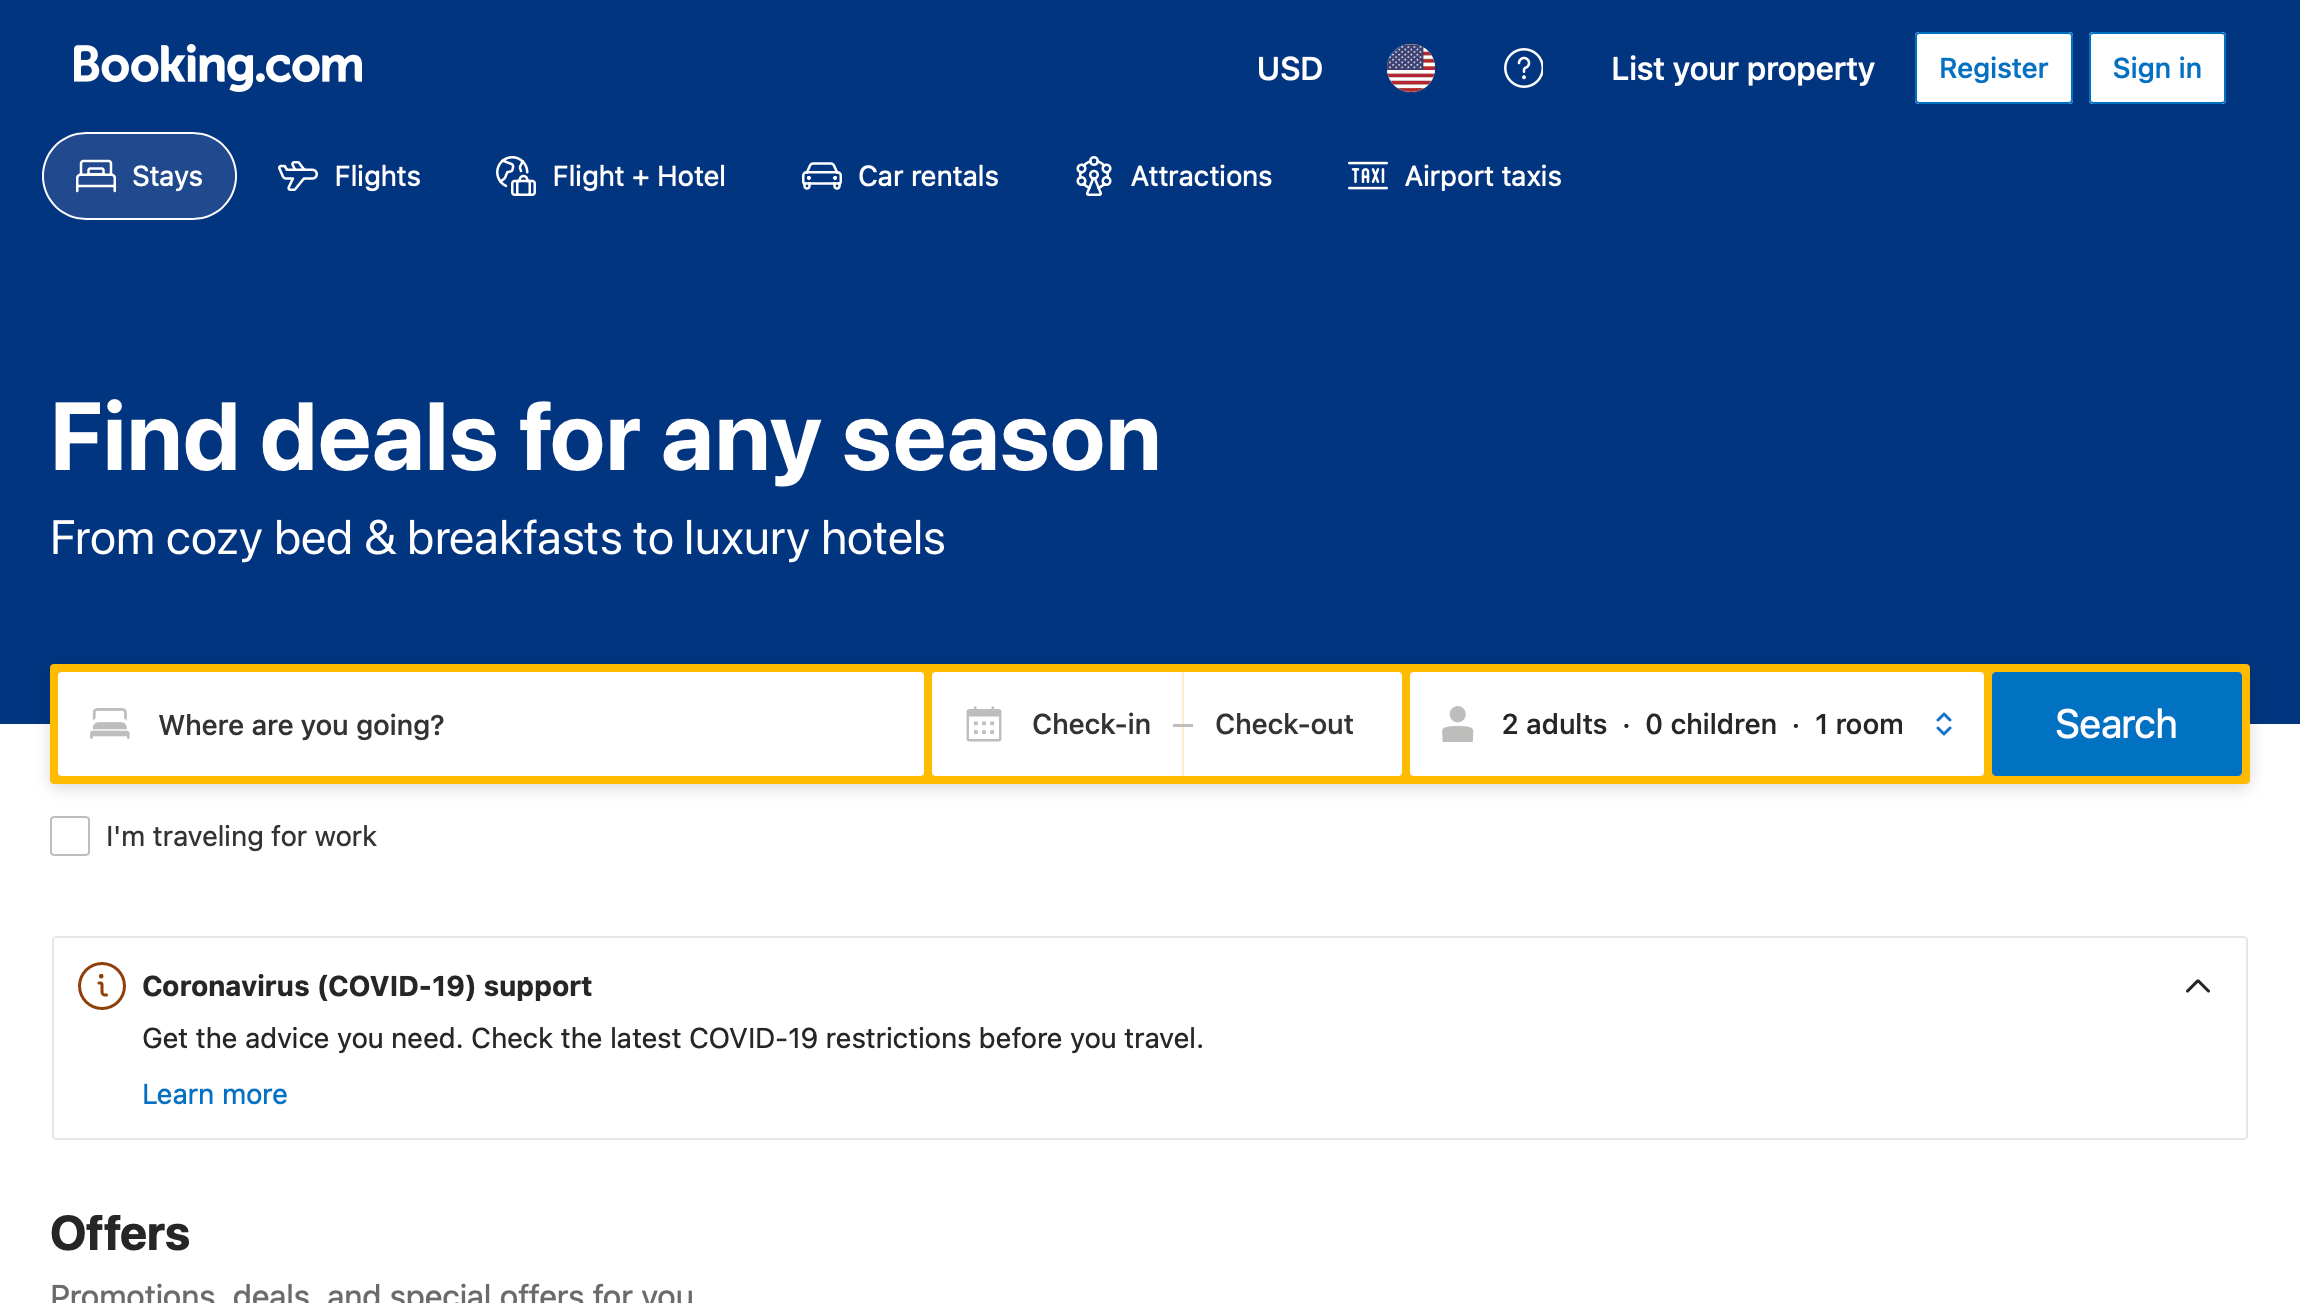 Booking.com
USD
List your property
Register
Sign in
Stays
Flights
Flight + Hotel
Car rentals
TAXI
Attractions
Airport taxis
Find deals for any season
From cozy bed & breakfasts to luxury hotels
Where are you going?
Check-in — Check-out
2 adults · 0 children · 1 room
Search
I'm traveling for work
Coronavirus (COVID-19) support
Get the advice you need. Check the latest COVID-19 restrictions before you travel.
Learn more
Offers
Promotions, deals, and special offers for you